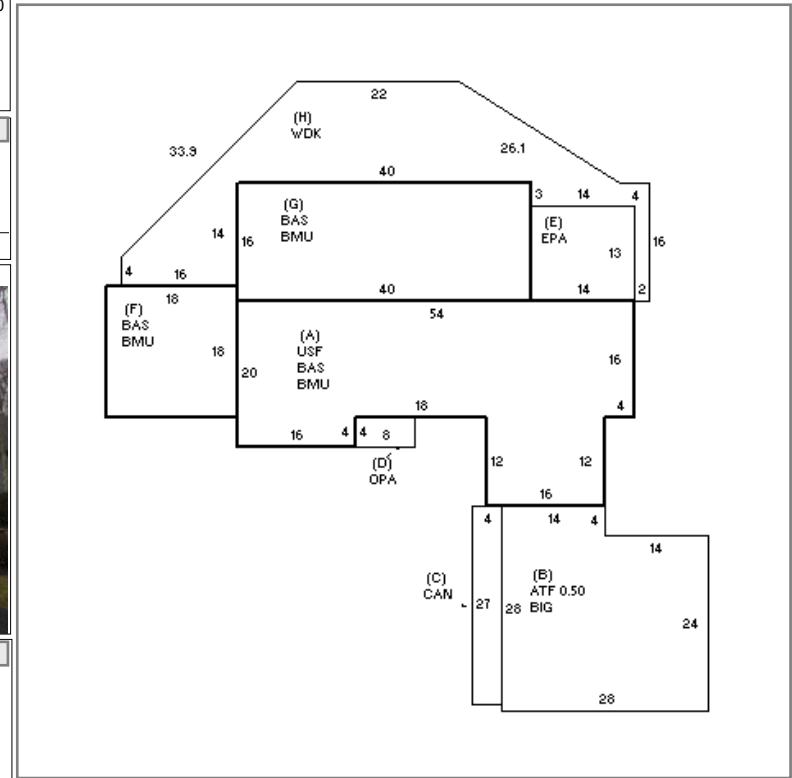 22
(H)
WDK
33.9
26.1
40
3
14
4
(G)
BAS
BMU
(E)
EPA
14
16
13
16
4
16
40
14
2
18
54
(F)
BAS
BMU
(A)
USF
BAS
BMU
18
20
16
18
4
16
4
4
8
(D)
OPA
12
12
16
4
14
4
14
(C)
CAN
(B)
ATF 0.50
BIG
27
28
24
28